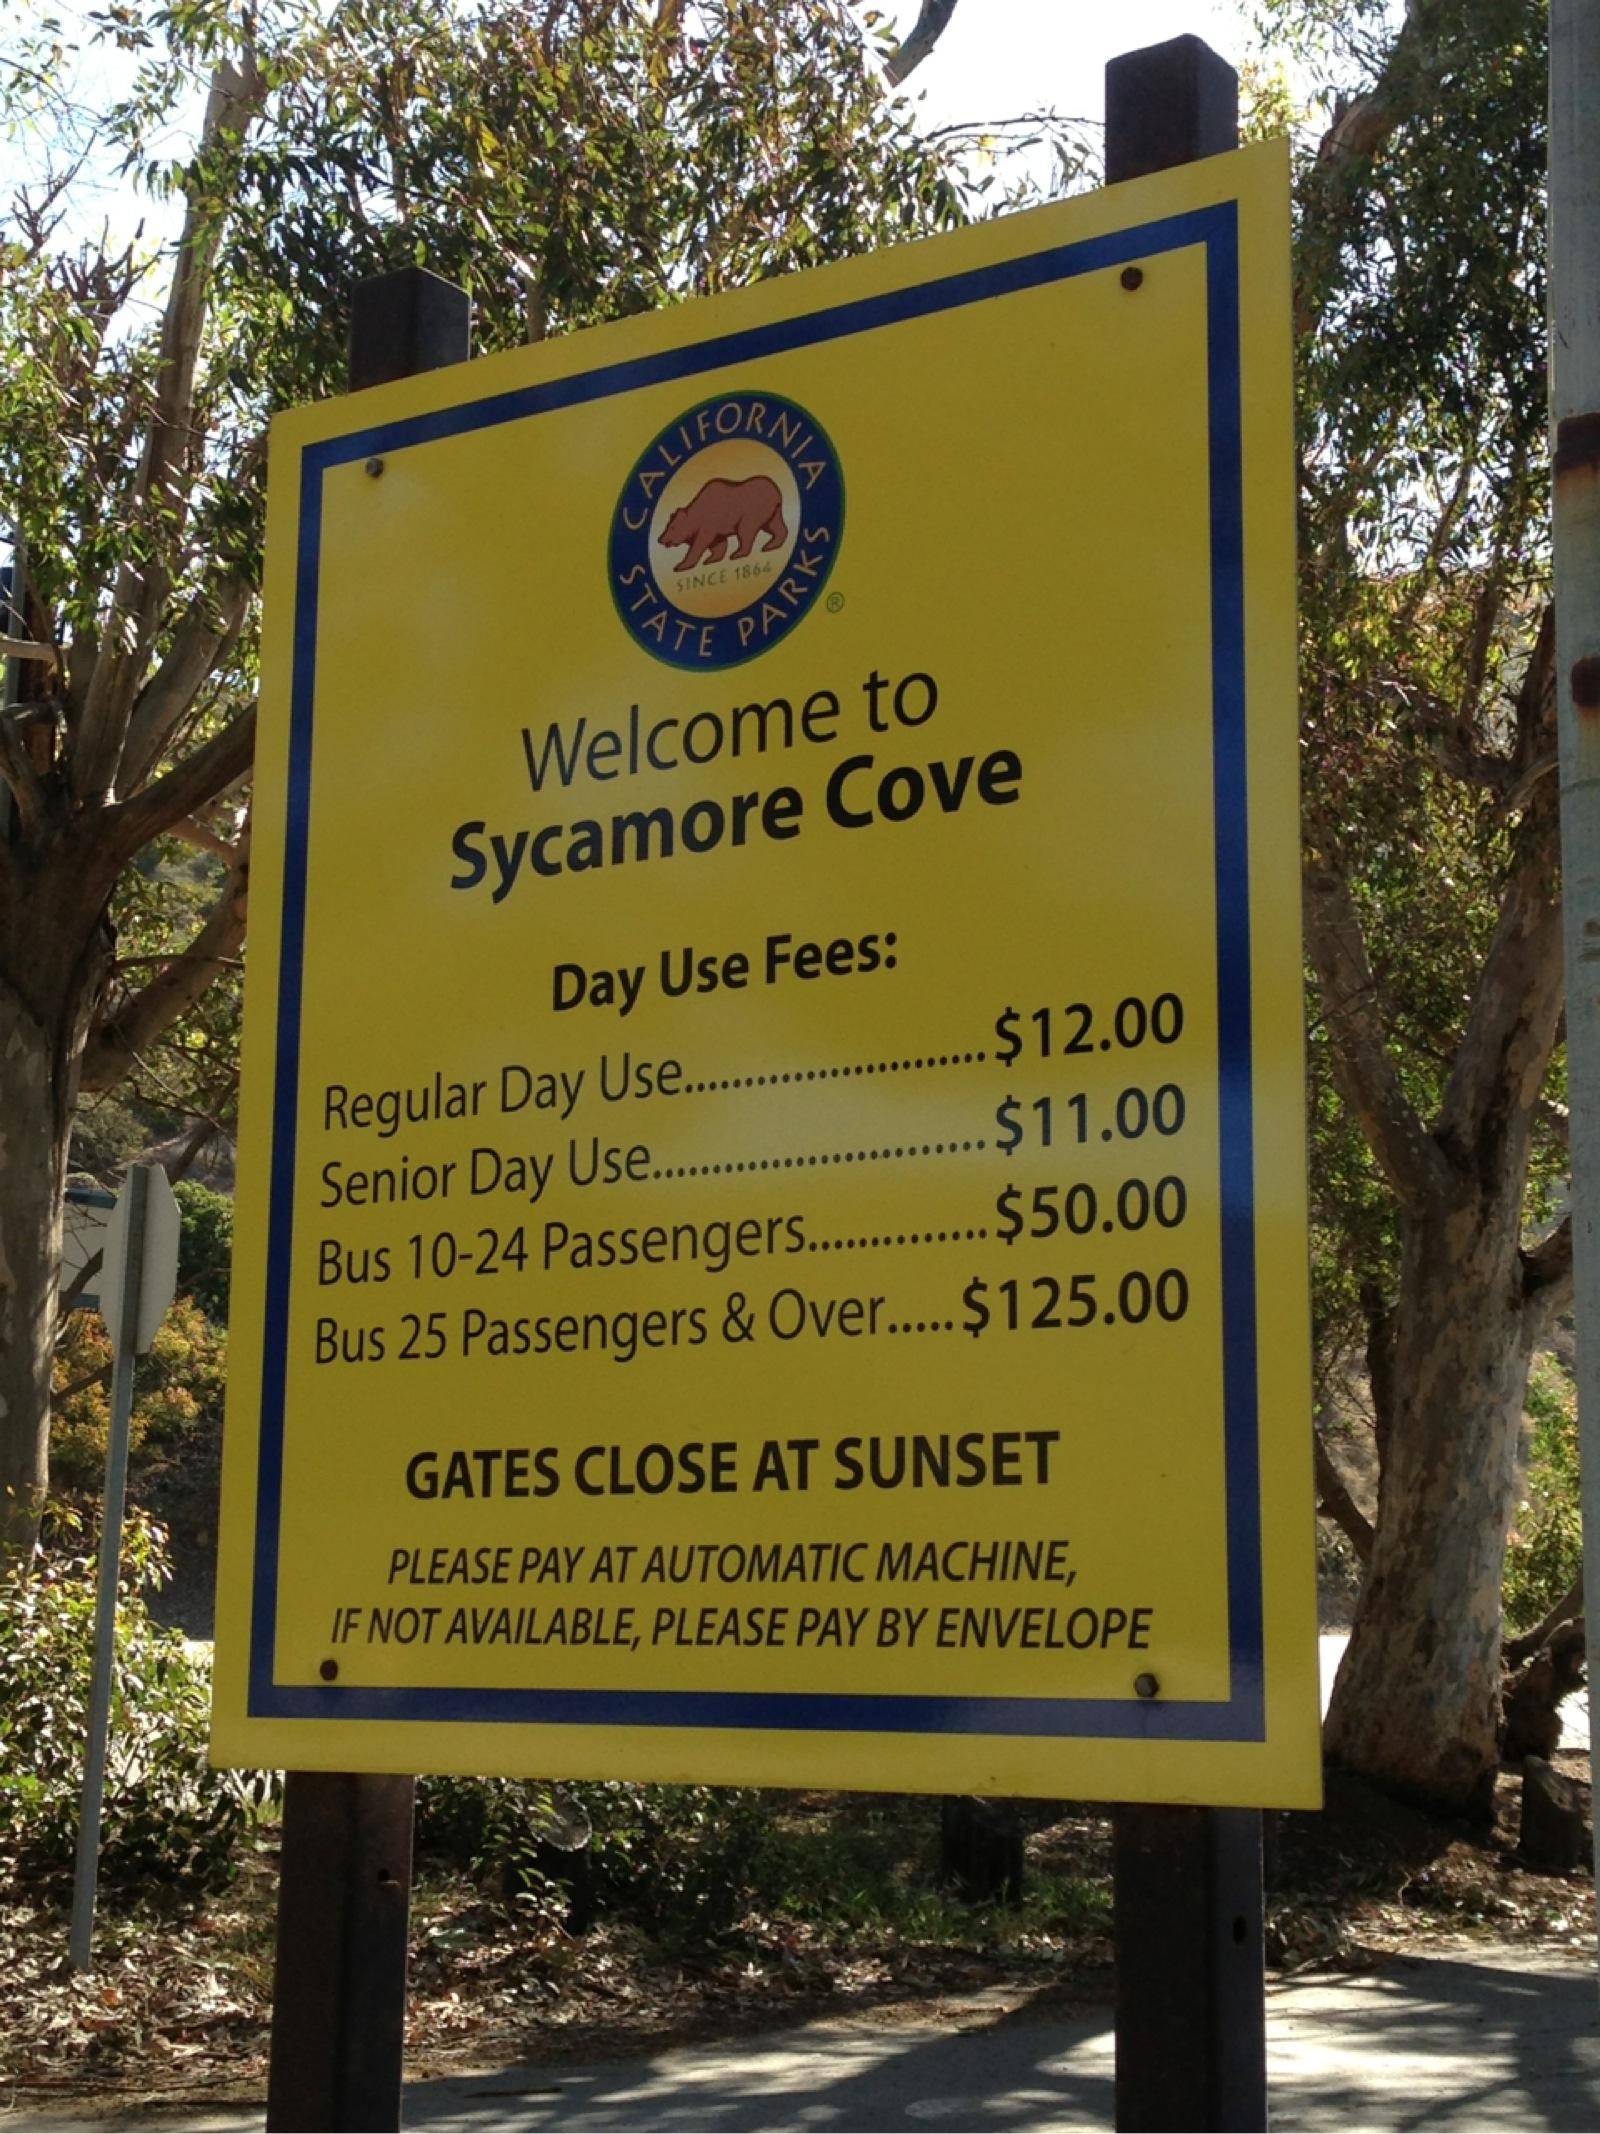 CALIFORNIA
SINCE 1864
STATE PARKS
®
Welcome to
Sycamore Cove
Day Use Fees:
Regular Day Use.........................$12.00
Senior Day Use............................$11.00
Bus 10-24 Passengers...............$50.00
Bus 25 Passengers & Over.....$125.00
GATES CLOSE AT SUNSET
PLEASE PAY AT AUTOMATIC MACHINE,
IF NOT AVAILABLE, PLEASE PAY BY ENVELOPE